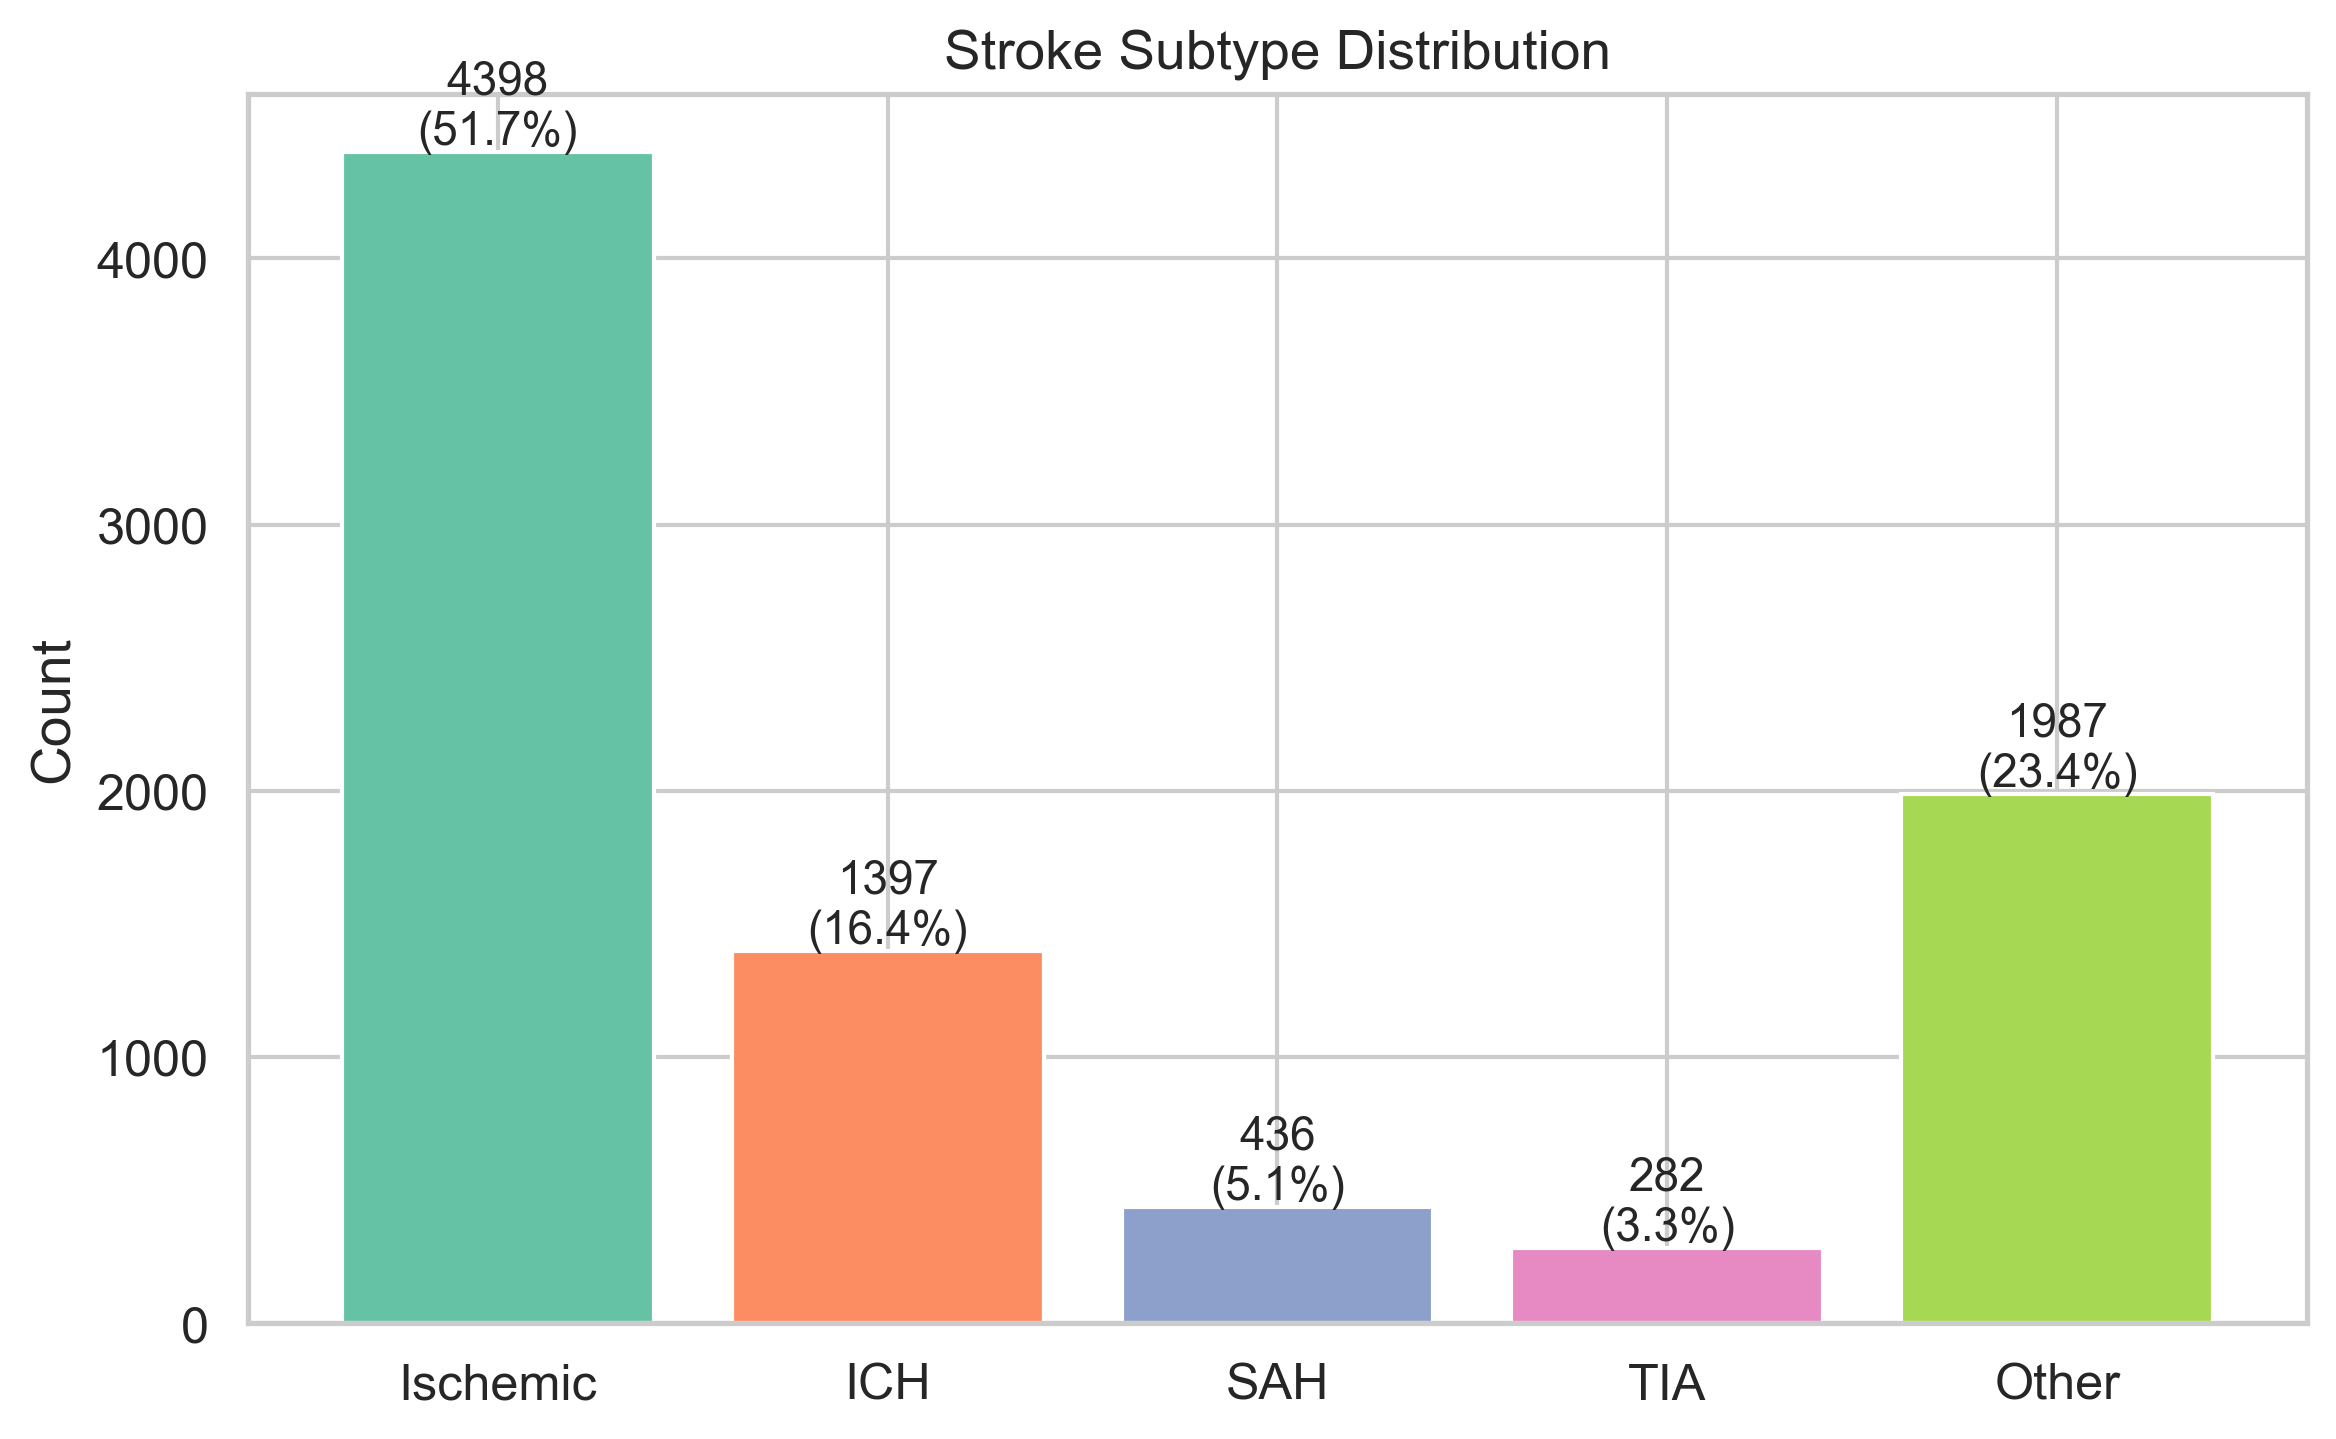 Stroke Subtype Distribution
4398
(51.7%)
4000
3000
1987
(23.4%)
Count
2000
1397
(16.4%)
1000
436
(5.1%)
282
(3.3%)
0
Ischemic
ICH
SAH
TIA
Other